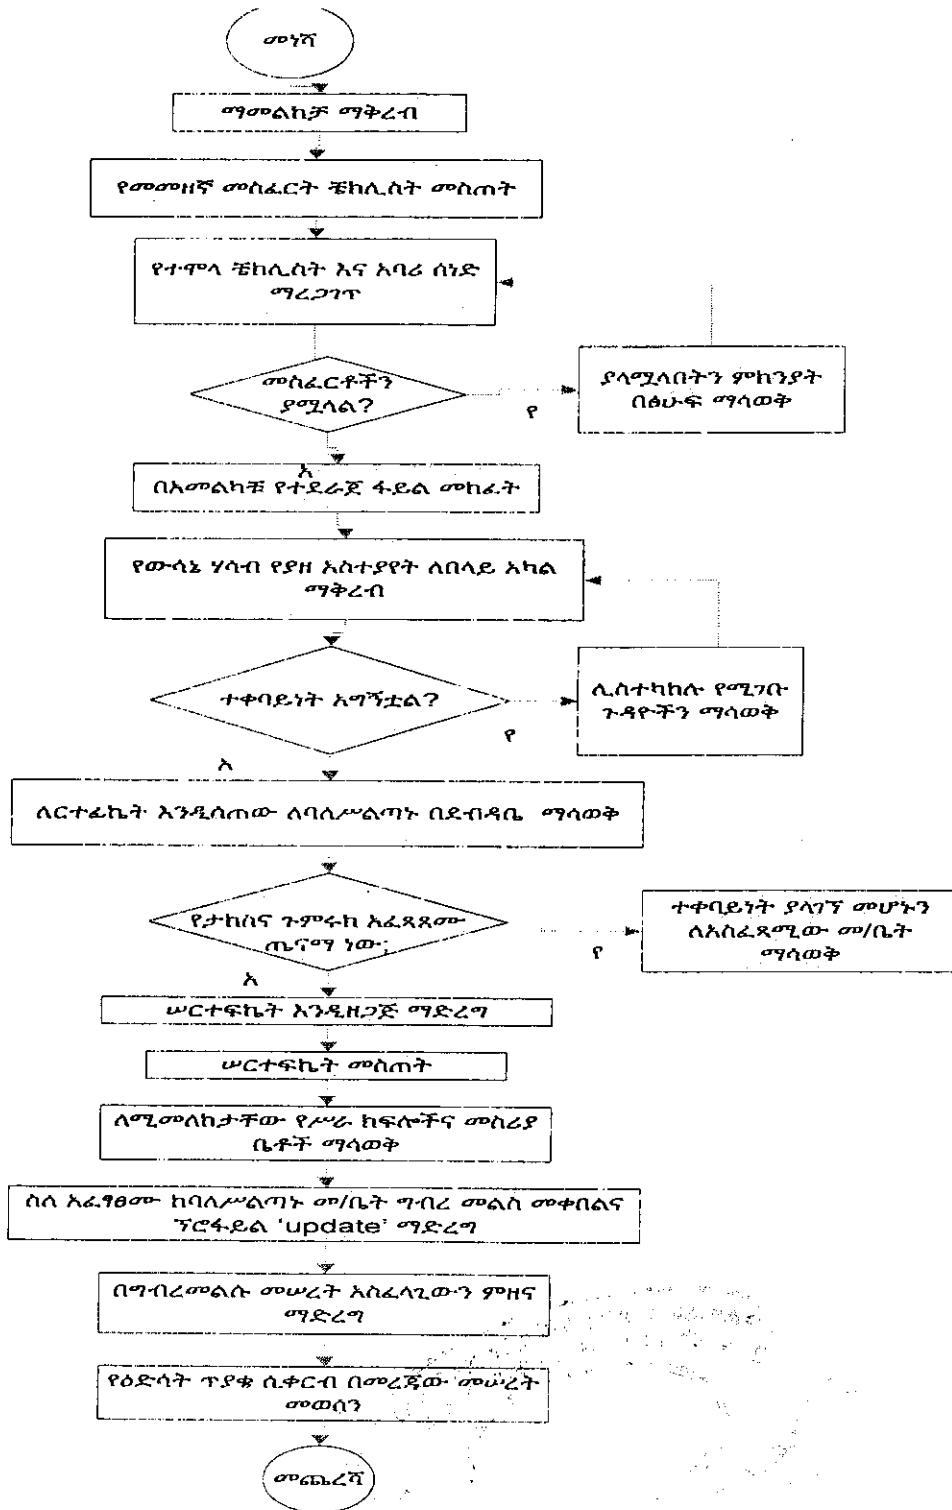 መነሻ
ማመልከቻ ማቅረብ
የመመዘኛ መስፈርት ቼክሊስት መስጠት
የተሞላ ቼክሊስት እና አባሪ ሰነድ
ማረጋገጥ
መስፈርቶችን
ያሟላል?
የ
ያላሟላበትን ምክንያት
በፅሁፍ ማሳወቅ
አ
በአመልካቹ የተደራጀ ፋይል መክፈት
የውሳኔ ሃሳብ የያዘ አስተያየት ለበላይ አካል
ማቅረብ
ተቀባይነት አግኝቷል?
የ
ሊስተካከሉ የሚገቡ
ጉዳዮችን ማሳወቅ
አ
ለርተፊኬት እንዲሰጠው ለባለሥልጣኑ በደብዳቤ ማሳወቅ
የታክስና ጉምሩክ አፈጻጸሙ
ጤናማ ነው;
የ
ተቀባይነት ያላገኘ መሆኑን
ለአስፈጻሚው መ/ቤት
ማሳወቅ
አ
ሠርተፍኬት እንዲዘጋጅ ማድረግ
ሠርተፍኬት መስጠት
ለሚመለከታቸው የሥራ ክፍሎችና መስሪያ
ቤቶች ማሳወቅ
ስለ አፈፃፀሙ ከባለሥልጣኑ መ/ቤት ግብረ መልስ መቀበልና
ፕሮፋይል 'update' ማድረግ
በግብረመልሱ መሠረት አስፈላጊውን ምዘና
ማድረግ
የዕድሳት ጥያቄ ሲቀርብ በመረጃው መሠረት
መወሰን
መጨረሻ